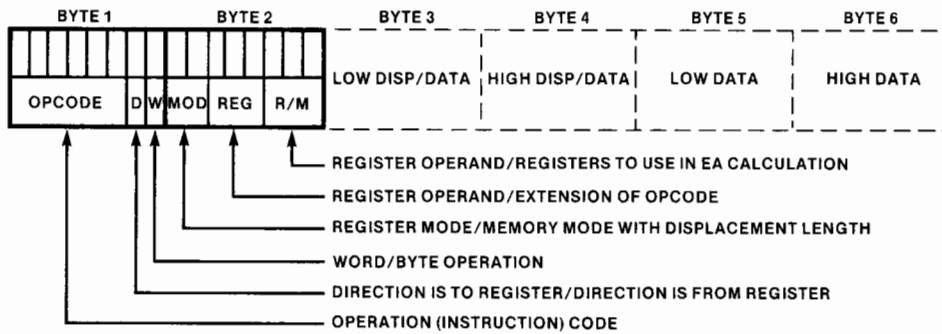 BYTE 1 BYTE 2 BYTE 3 BYTE 4 BYTE 5 BYTE 6
LOW DISP/DATA HIGH DISP/DATA LOW DATA HIGH DATA
OPCODE D W MOD REG R/M
REGISTER OPERAND/REGISTERS TO USE IN EA CALCULATION
REGISTER OPERAND/EXTENSION OF OPCODE
REGISTER MODE/MEMORY MODE WITH DISPLACEMENT LENGTH
WORD/BYTE OPERATION
DIRECTION IS TO REGISTER/DIRECTION IS FROM REGISTER
OPERATION (INSTRUCTION) CODE